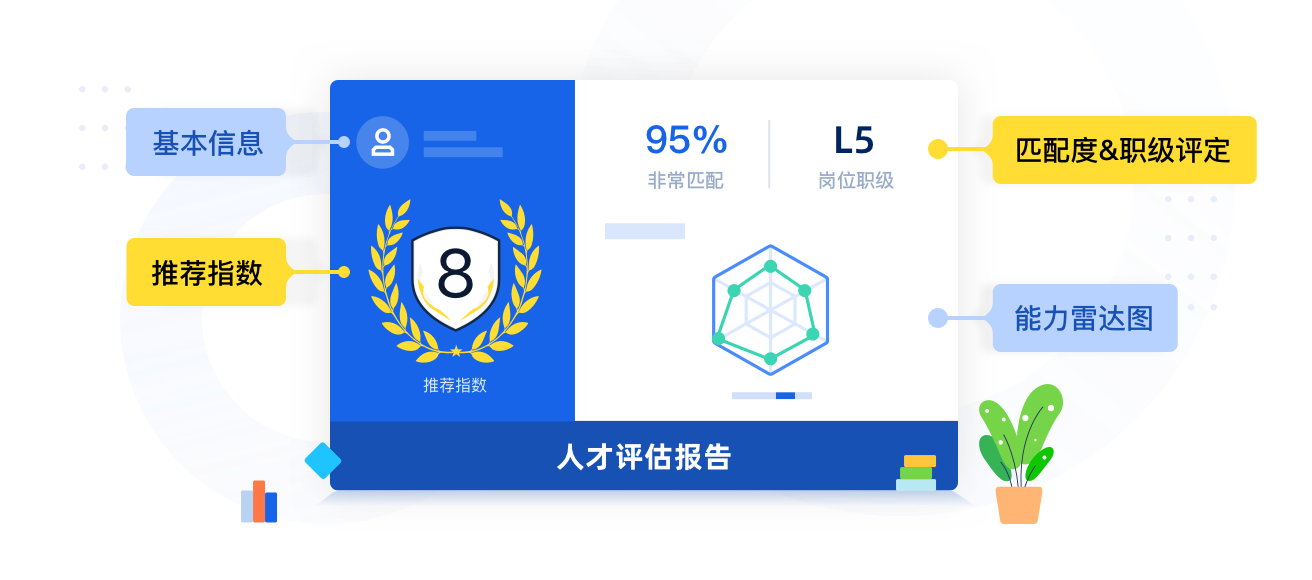 基本信息
推荐指数
8
推荐指数
95%
非常匹配
L5
岗位职级
匹配度&职级评定
能力雷达图
人才评估报告